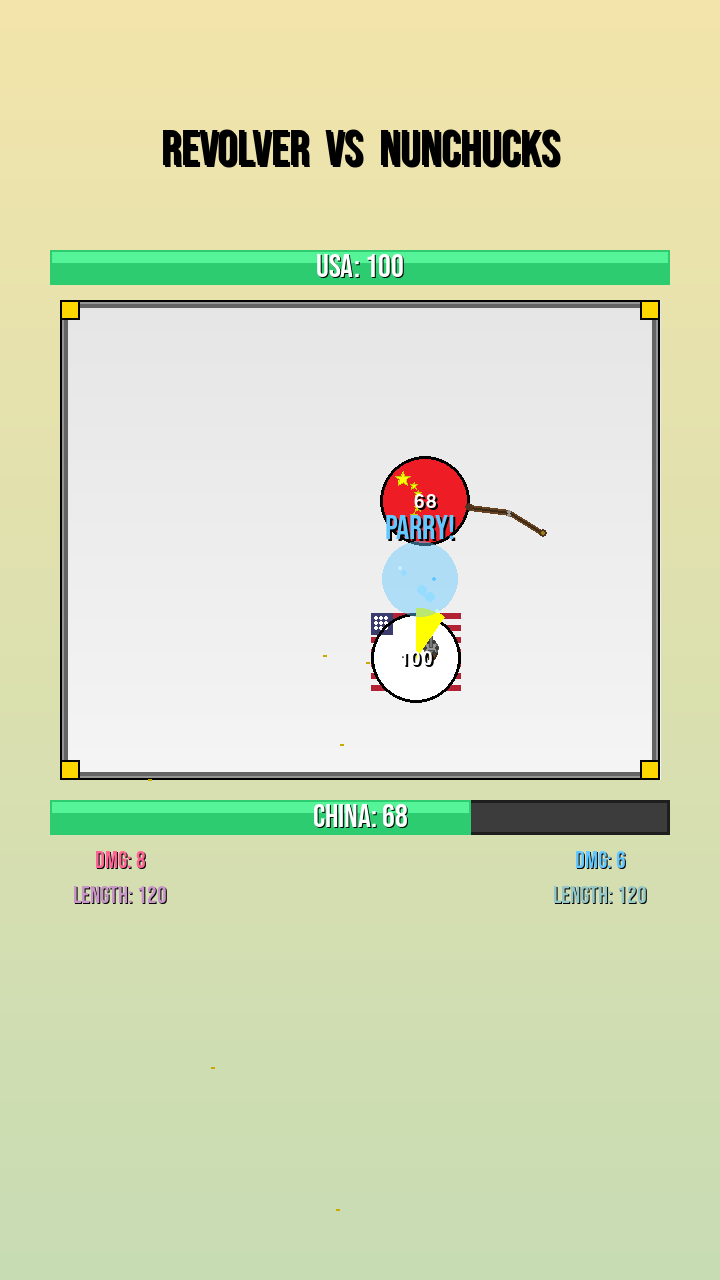 REVOLVER VS NUNCHUCKS
USA: 100
68
PARRY!
100
CHINA: 68
DMG: 8
DMG: 6
LENGTH: 120
LENGTH: 120